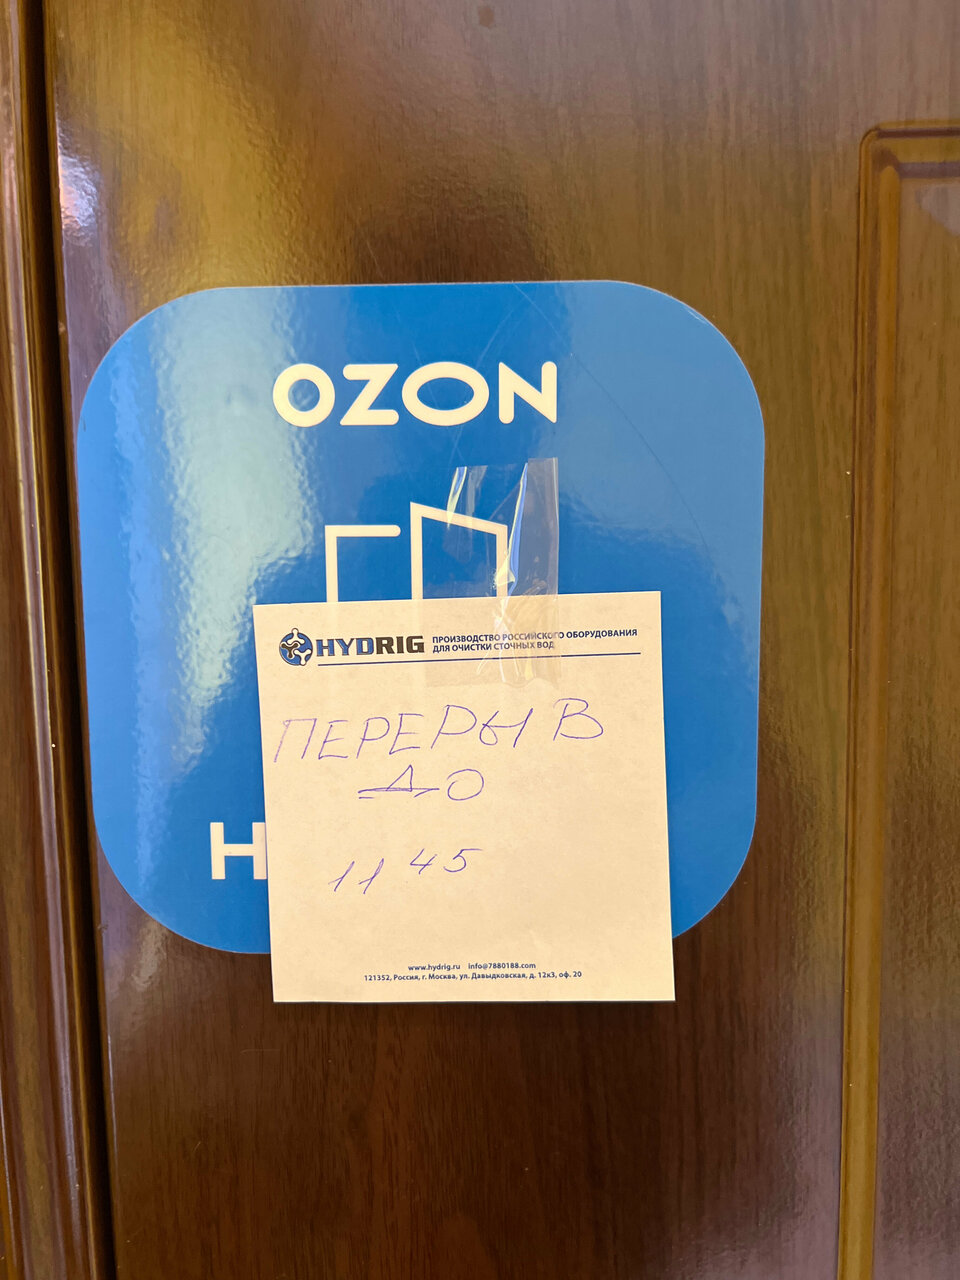 OZON
HYDRIG
ПРОИЗВОДСТВО РОССИЙСКОГО ОБОРУДОВАНИЯ
ДЛЯ ОЧИСТКИ СТОЧНЫХ ВОД
ПЕРЕРЫВ
ДО
11 45
Н
www.hydrig.ru info@7880188.com
121352, Россия, г. Москва, ул. Давыдковская, д. 12к3, оф. 20